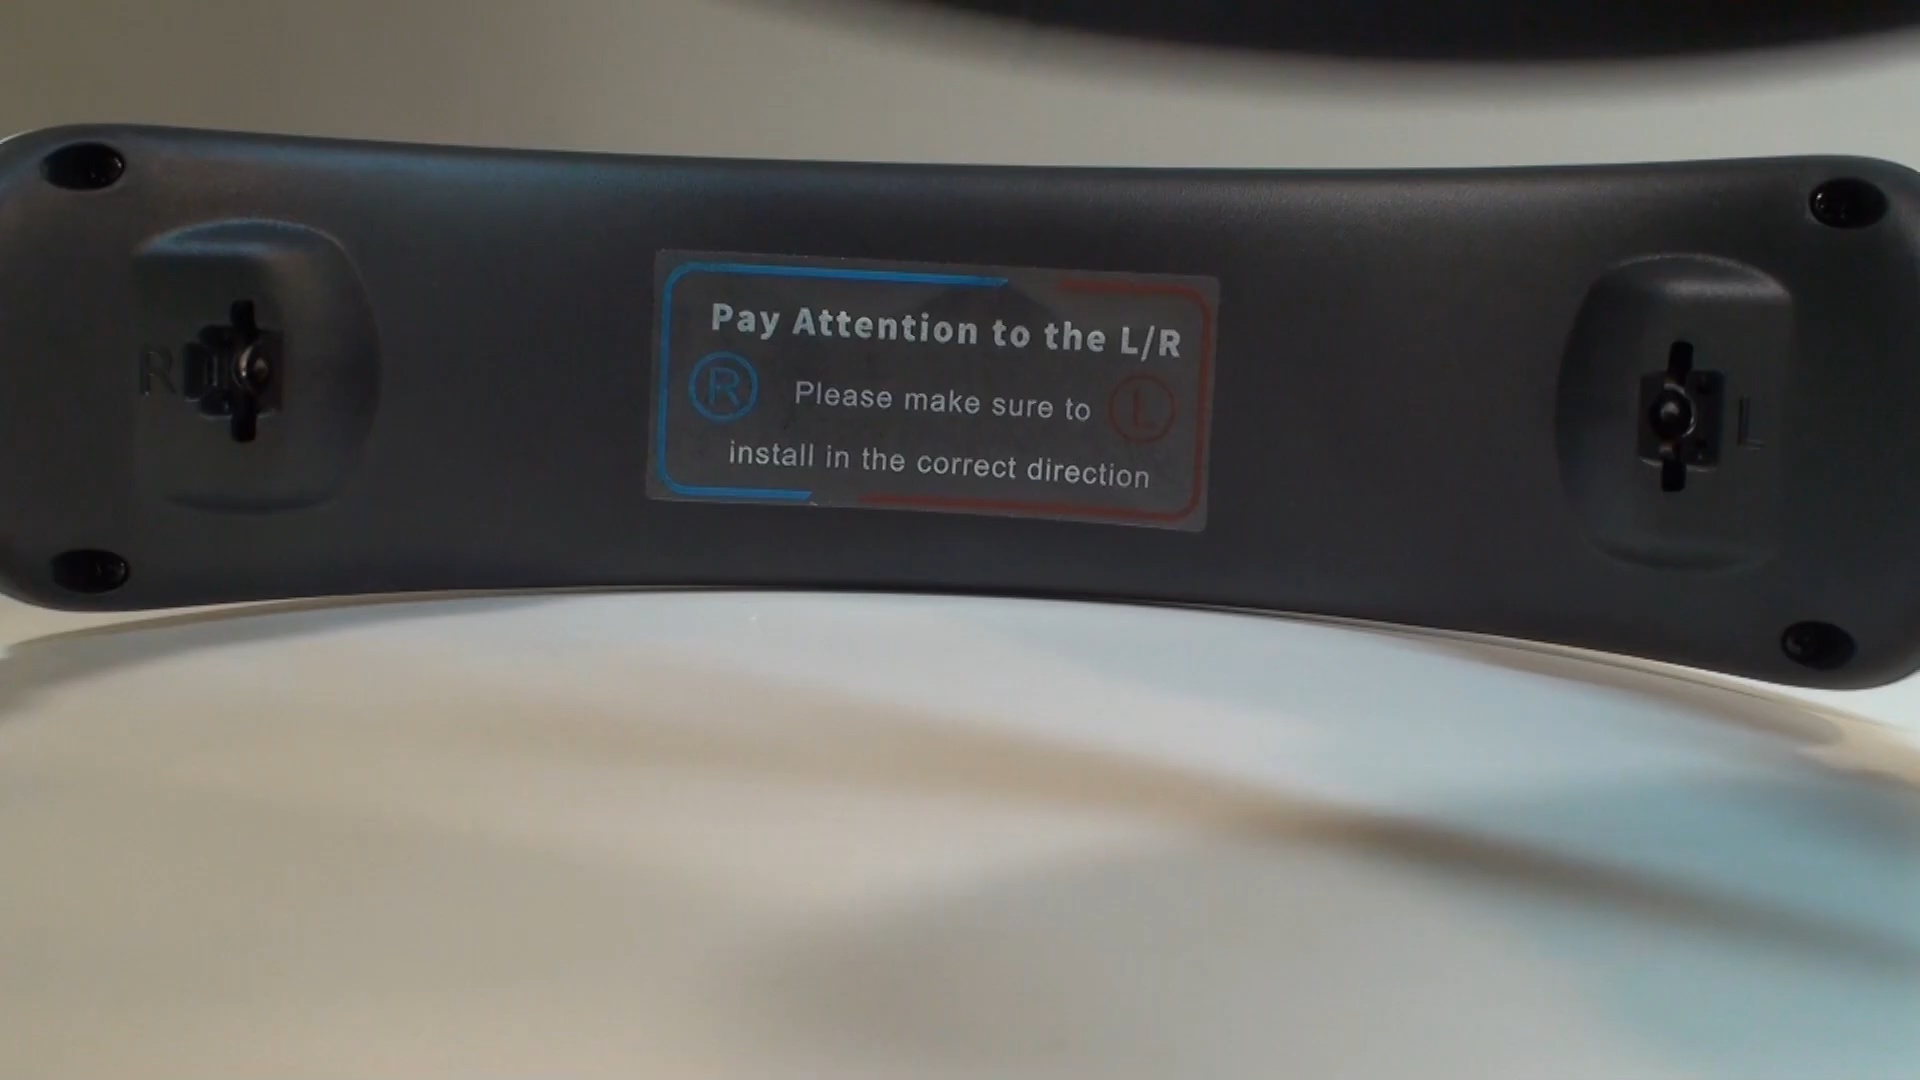 Pay Attention to the L/R
R Please make sure to L
install in the correct direction
R
L